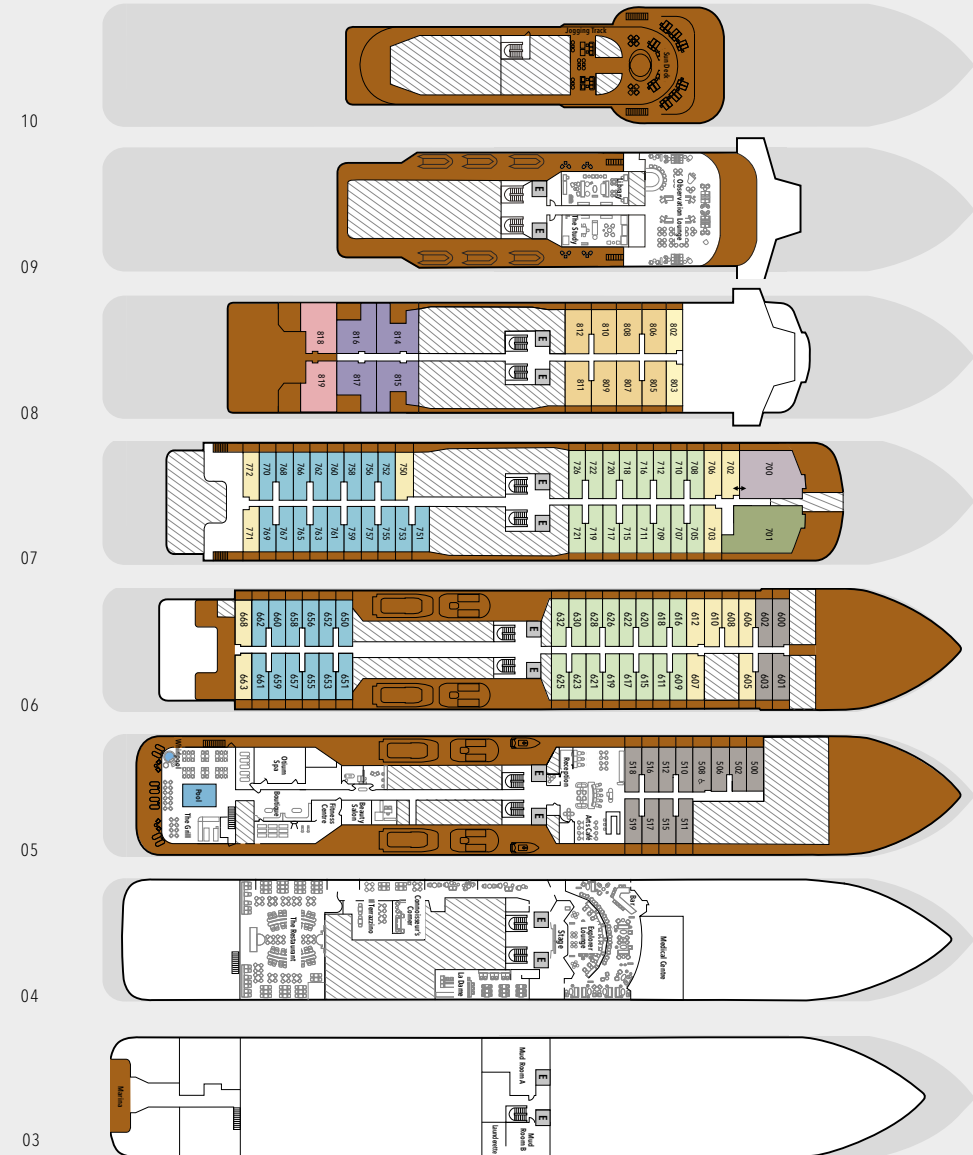 10
Jogging Track
Sun Deck
09
E
E
Library
The Study
Observation Lounge
08
818
816
814
E
812
810
808
806
802
819
817
815
E
811
809
807
805
803
07
772
770
768
766
762
760
758
756
752
750
E
726
722
720
718
716
712
710
708
706
702
700
771
769
767
765
763
761
759
757
755
753
751
E
721
719
717
715
711
709
707
705
703
701
06
668
662
660
658
656
652
650
E
632
630
628
626
622
620
618
616
612
610
608
606
602
600
663
661
659
657
655
653
651
E
625
623
621
619
617
615
611
609
607
605
603
601
05
Whirlpool
Pool
The Grill
Otium
Spa
Boutique
Fitness
Centre
Beauty
Salon
E
E
Reception
Arts Café
518
516
512
510
508
506
502
500
519
517
515
511
04
The Restaurant
Il Terrazzino
Connoisseur's
Corner
La Dame
E
E
Stage
Explorer
Lounge
Bar
Medical Centre
03
Marina
Mud Room A
E
E
Mud
Room B
Launderette